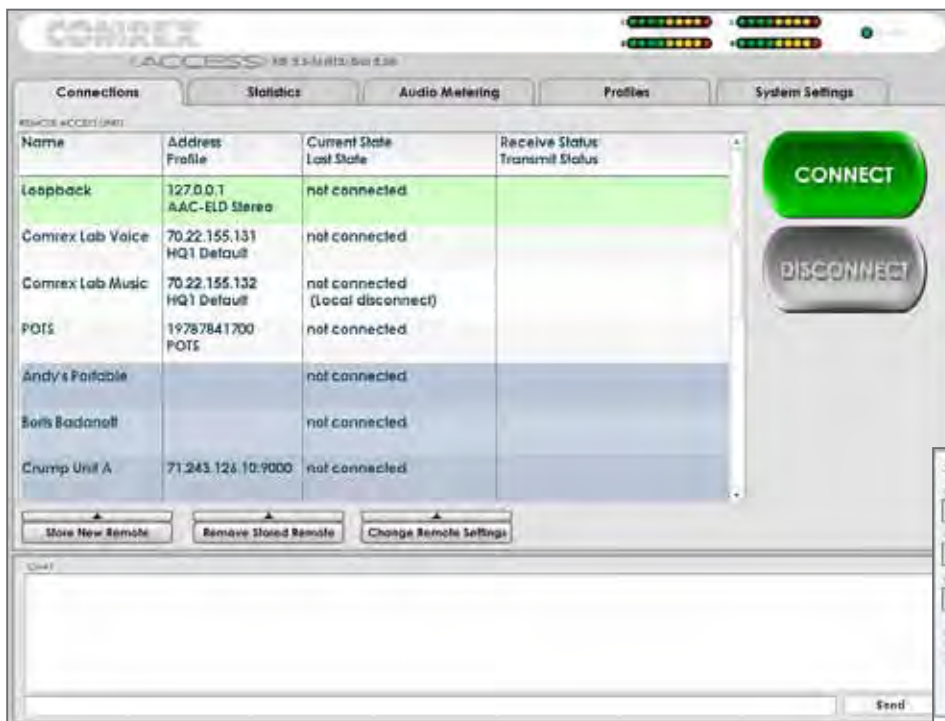 COMREX
ACCESS
Connections Statistics Audio Metering Profiles System Settings
Name Address Current State Receive Status
Profile Last State Transmit Status
Loopback 127.0.0.1 not connected
AAC-ELD Stereo
Comrex Lab Voice 70.22.155.131 not connected
HQ1 Default
Comrex Lab Music 70.22.155.132 not connected
HQ1 Default (Local disconnect)
POTS 19787841700 not connected
POTS
Andy's Portable not connected
Boris Badanoff not connected
Crump Unit A 71.243.126.10:9000 not connected
CONNECT
DISCONNECT
Store New Remote Remove Stored Remote Change Remote Settings
CHAT
Send